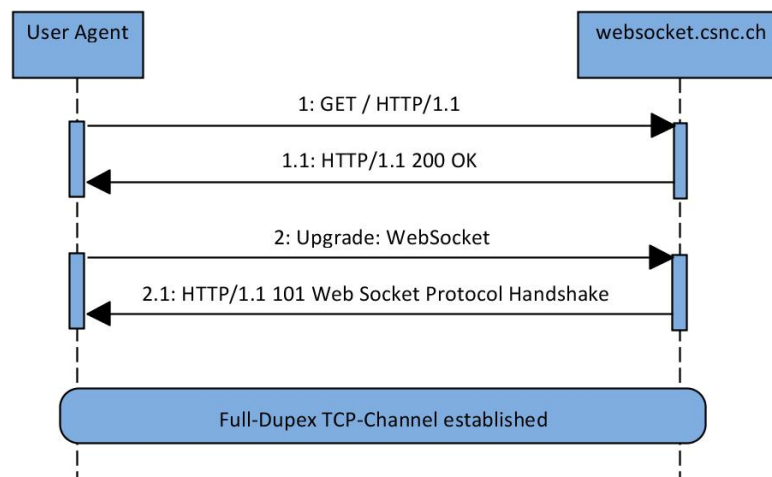 User Agent
websocket.csnc.ch
1: GET / HTTP/1.1
1.1: HTTP/1.1 200 OK
2: Upgrade: WebSocket
2.1: HTTP/1.1 101 Web Socket Protocol Handshake
Full-Dupex TCP-Channel established